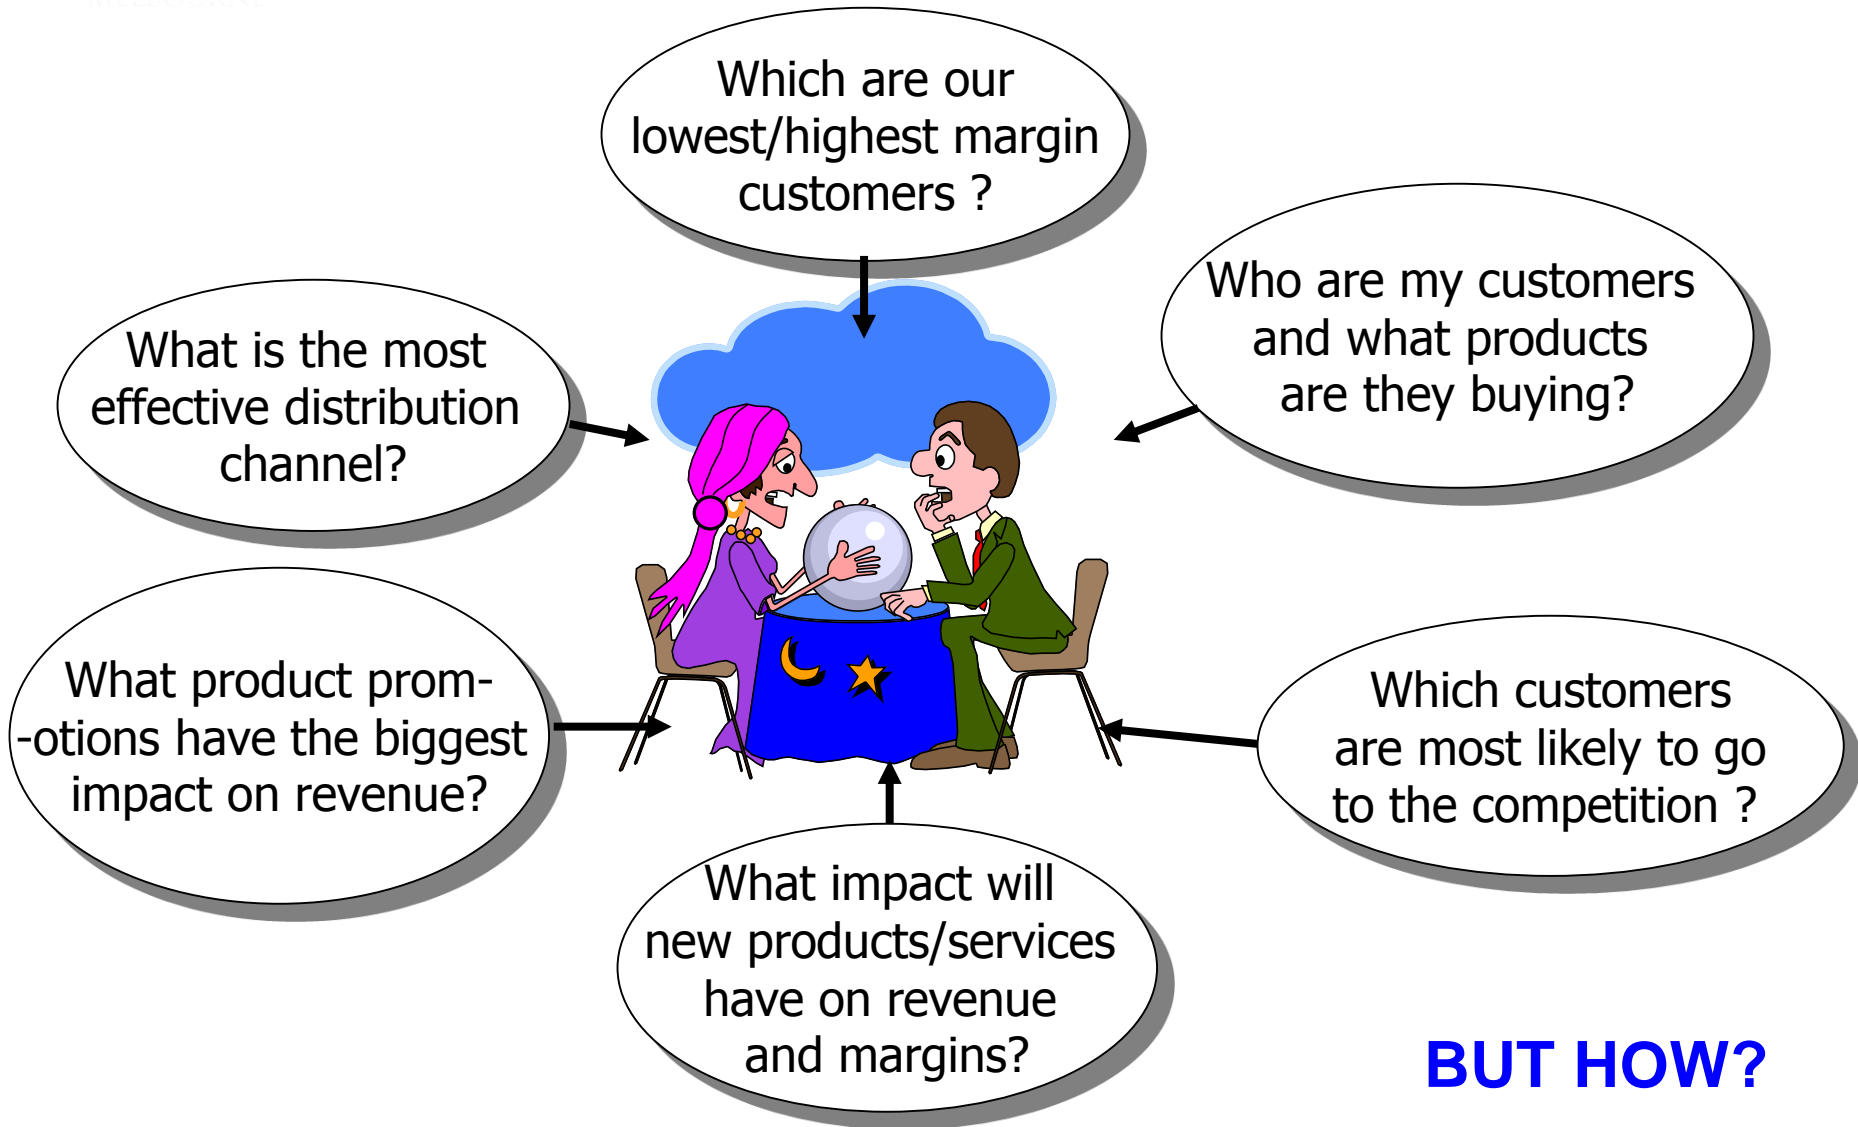 Which are our
lowest/highest margin
customers ?
Who are my customers
and what products
are they buying?
What is the most
effective distribution
channel?
What product prom-
-otions have the biggest
impact on revenue?
Which customers
are most likely to go
to the competition ?
What impact will
new products/services
have on revenue
and margins?
BUT HOW?